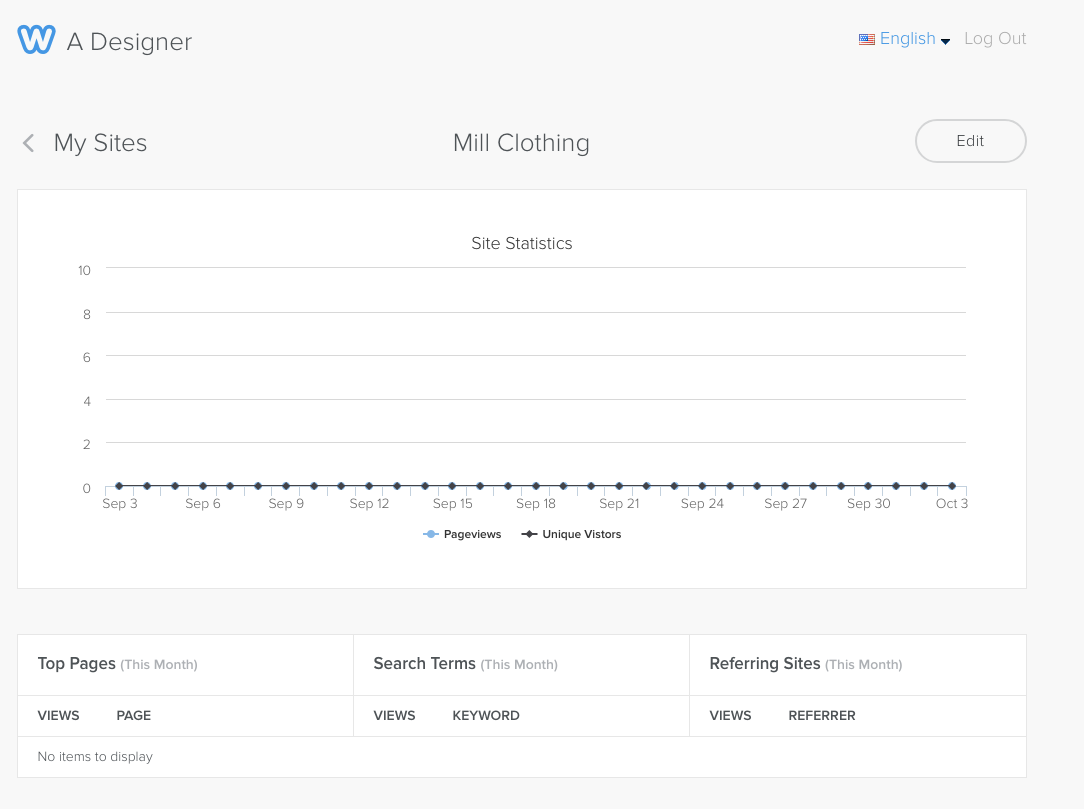 A Designer
English
Log Out
My Sites
Mill Clothing
Edit
Site Statistics
10
8
6
4
2
0
Sep 3 Sep 6 Sep 9 Sep 12 Sep 15 Sep 18 Sep 21 Sep 24 Sep 27 Sep 30 Oct 3
Pageviews Unique Vistors
Top Pages (This Month) Search Terms (This Month) Referring Sites (This Month)
VIEWS PAGE VIEWS KEYWORD VIEWS REFERRER
No items to display